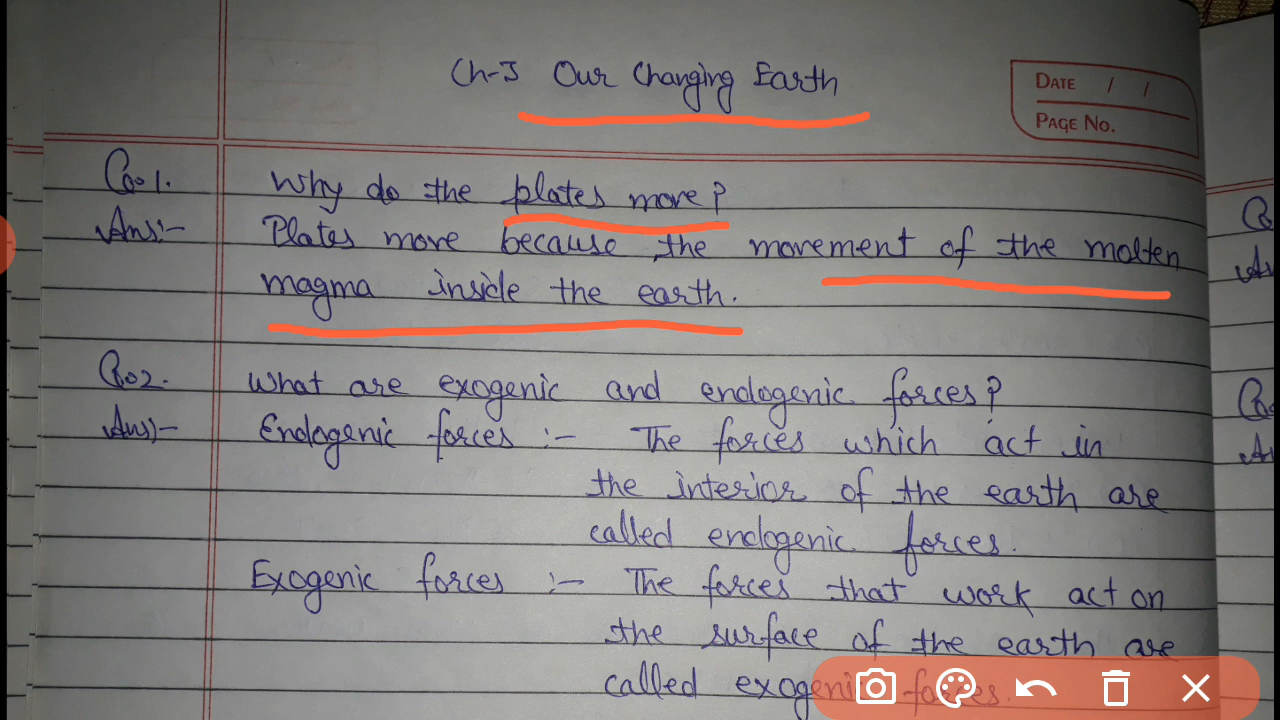 Ch-3 Our Changing Earth
DATE / /
PAGE No.
Q.o1. Why do the plates move?
Ans:- Plates move because the movement of the molten
magma inside the earth.
Q.o2. What are exogenic and endogenic forces?
Ans:- Endogenic forces :- The forces which act in
the interior of the earth are
called endogenic forces.
Exogenic forces :- The forces that work act on
the surface of the earth are
called exogenic forces.